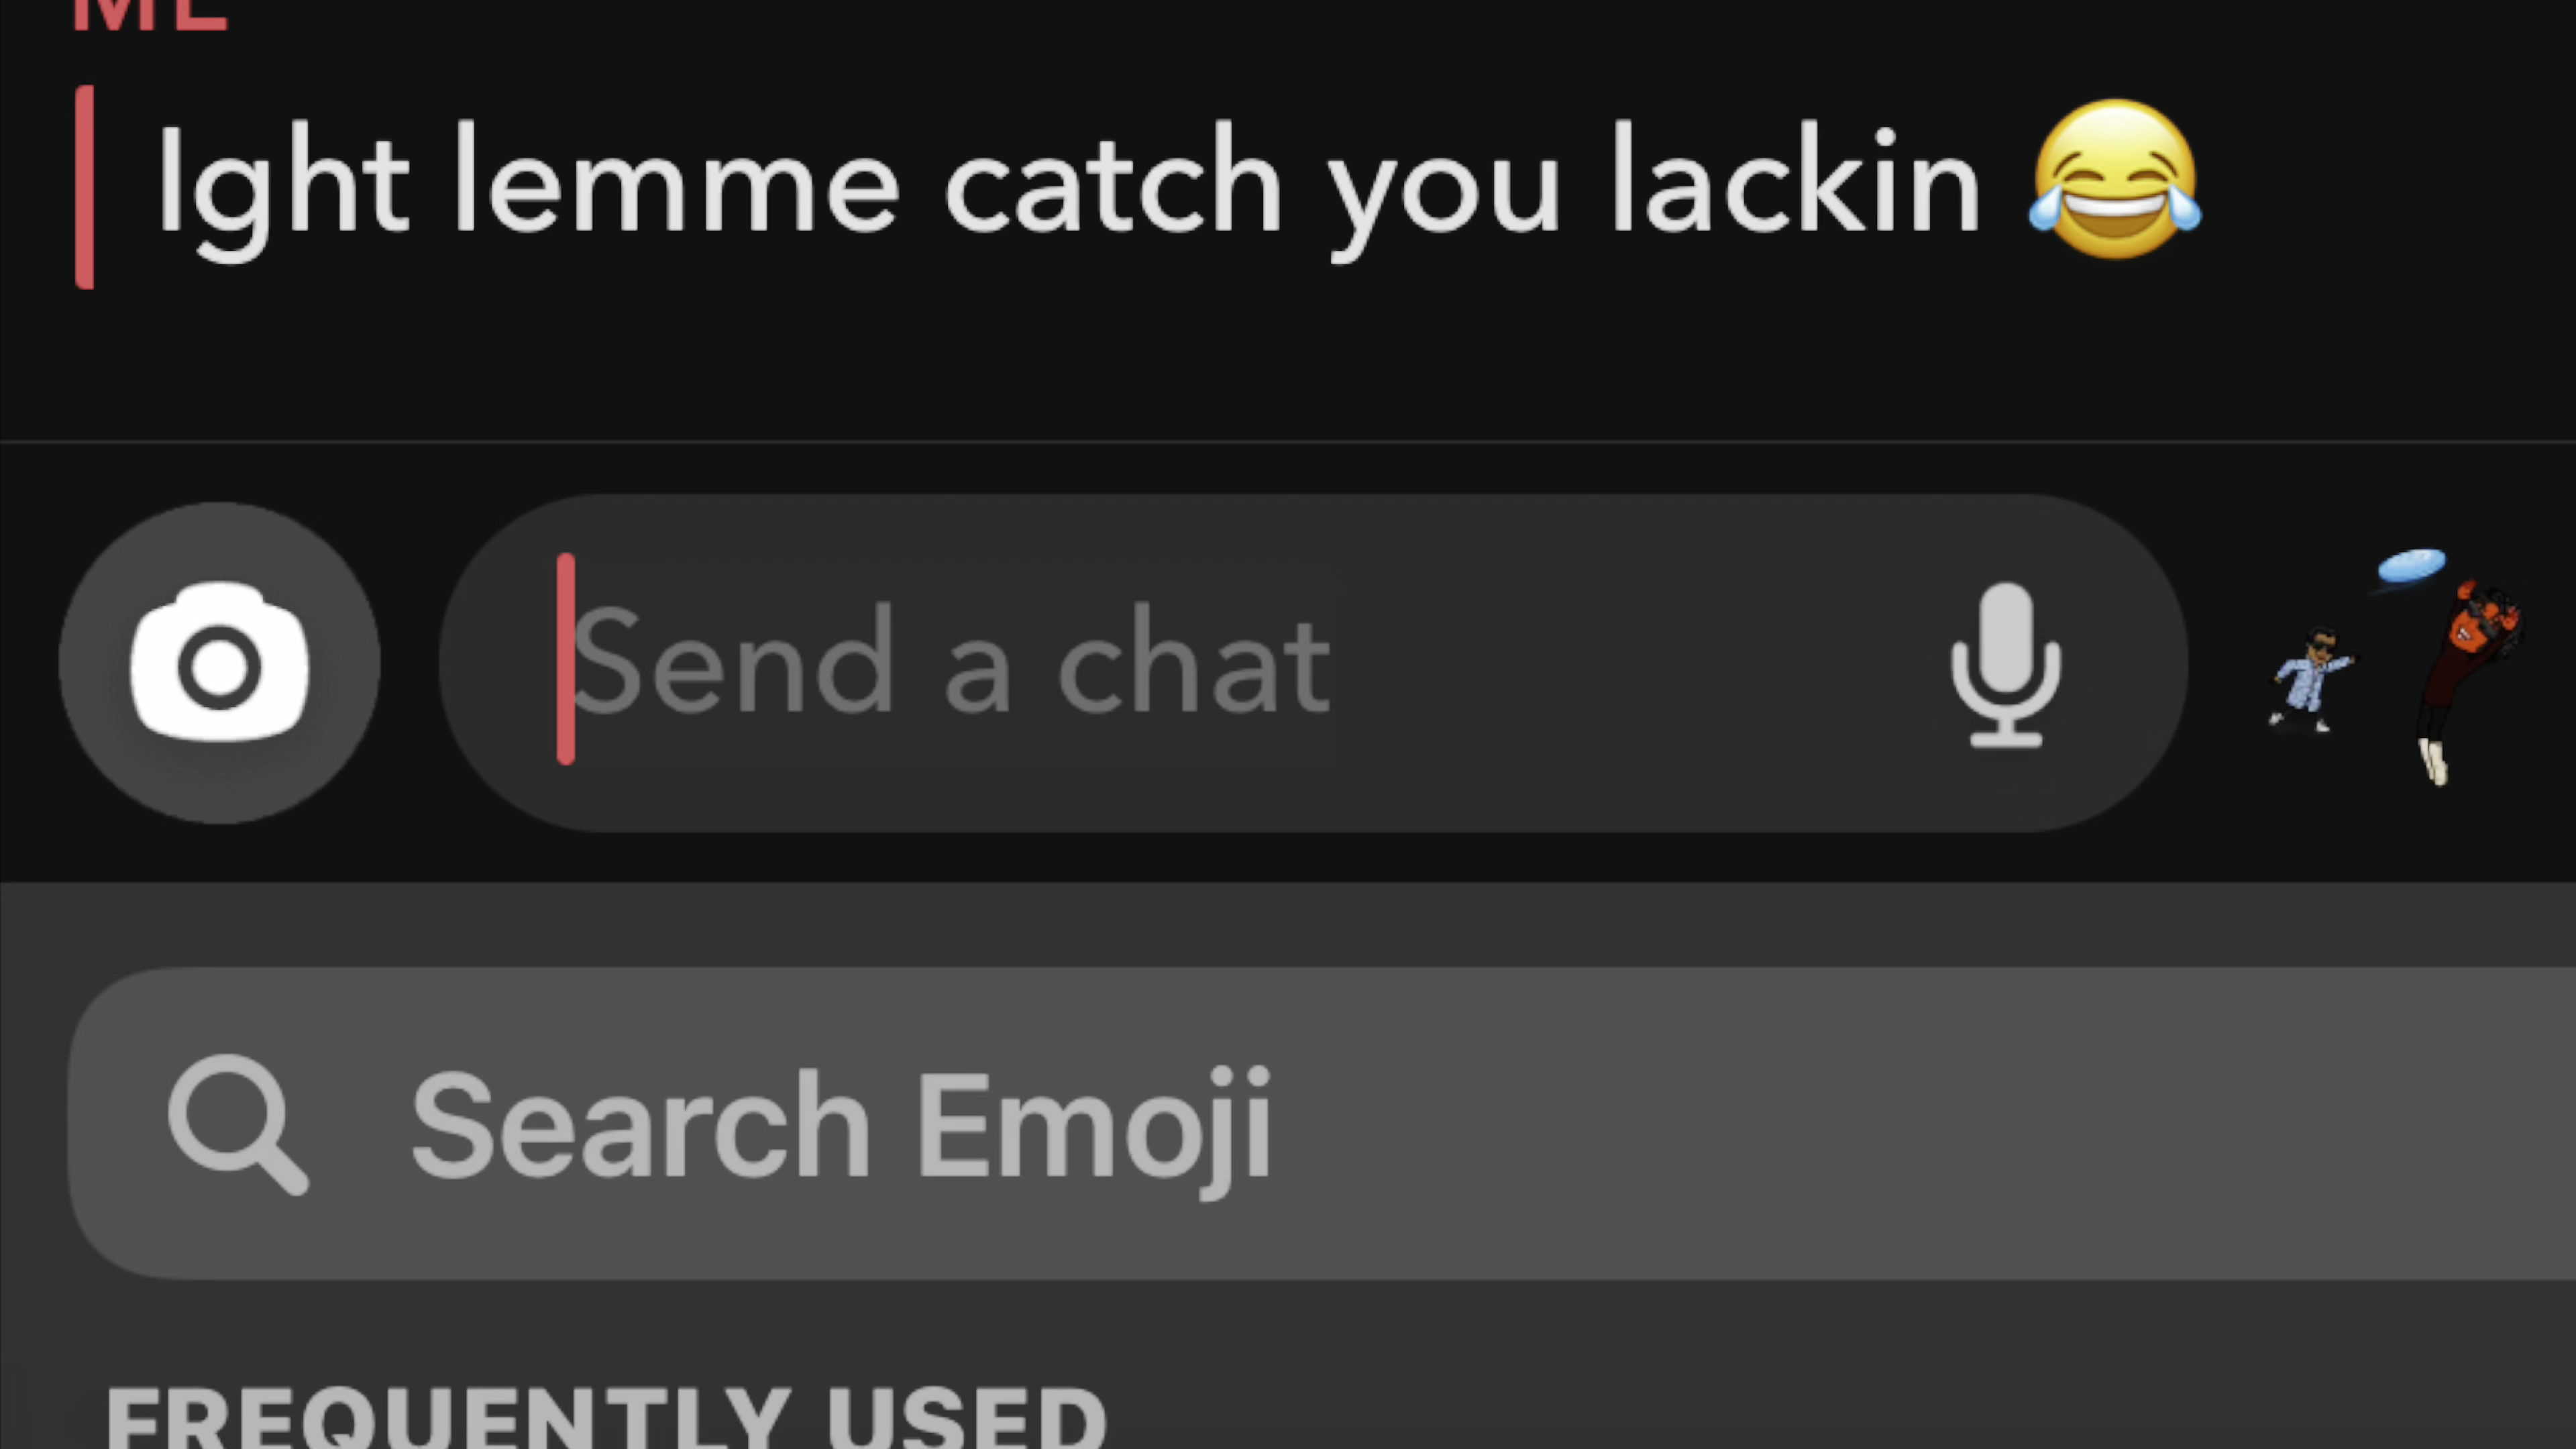 ME
Ight lemme catch you lackin 😂
Send a chat
Search Emoji
FREQUENTLY USED